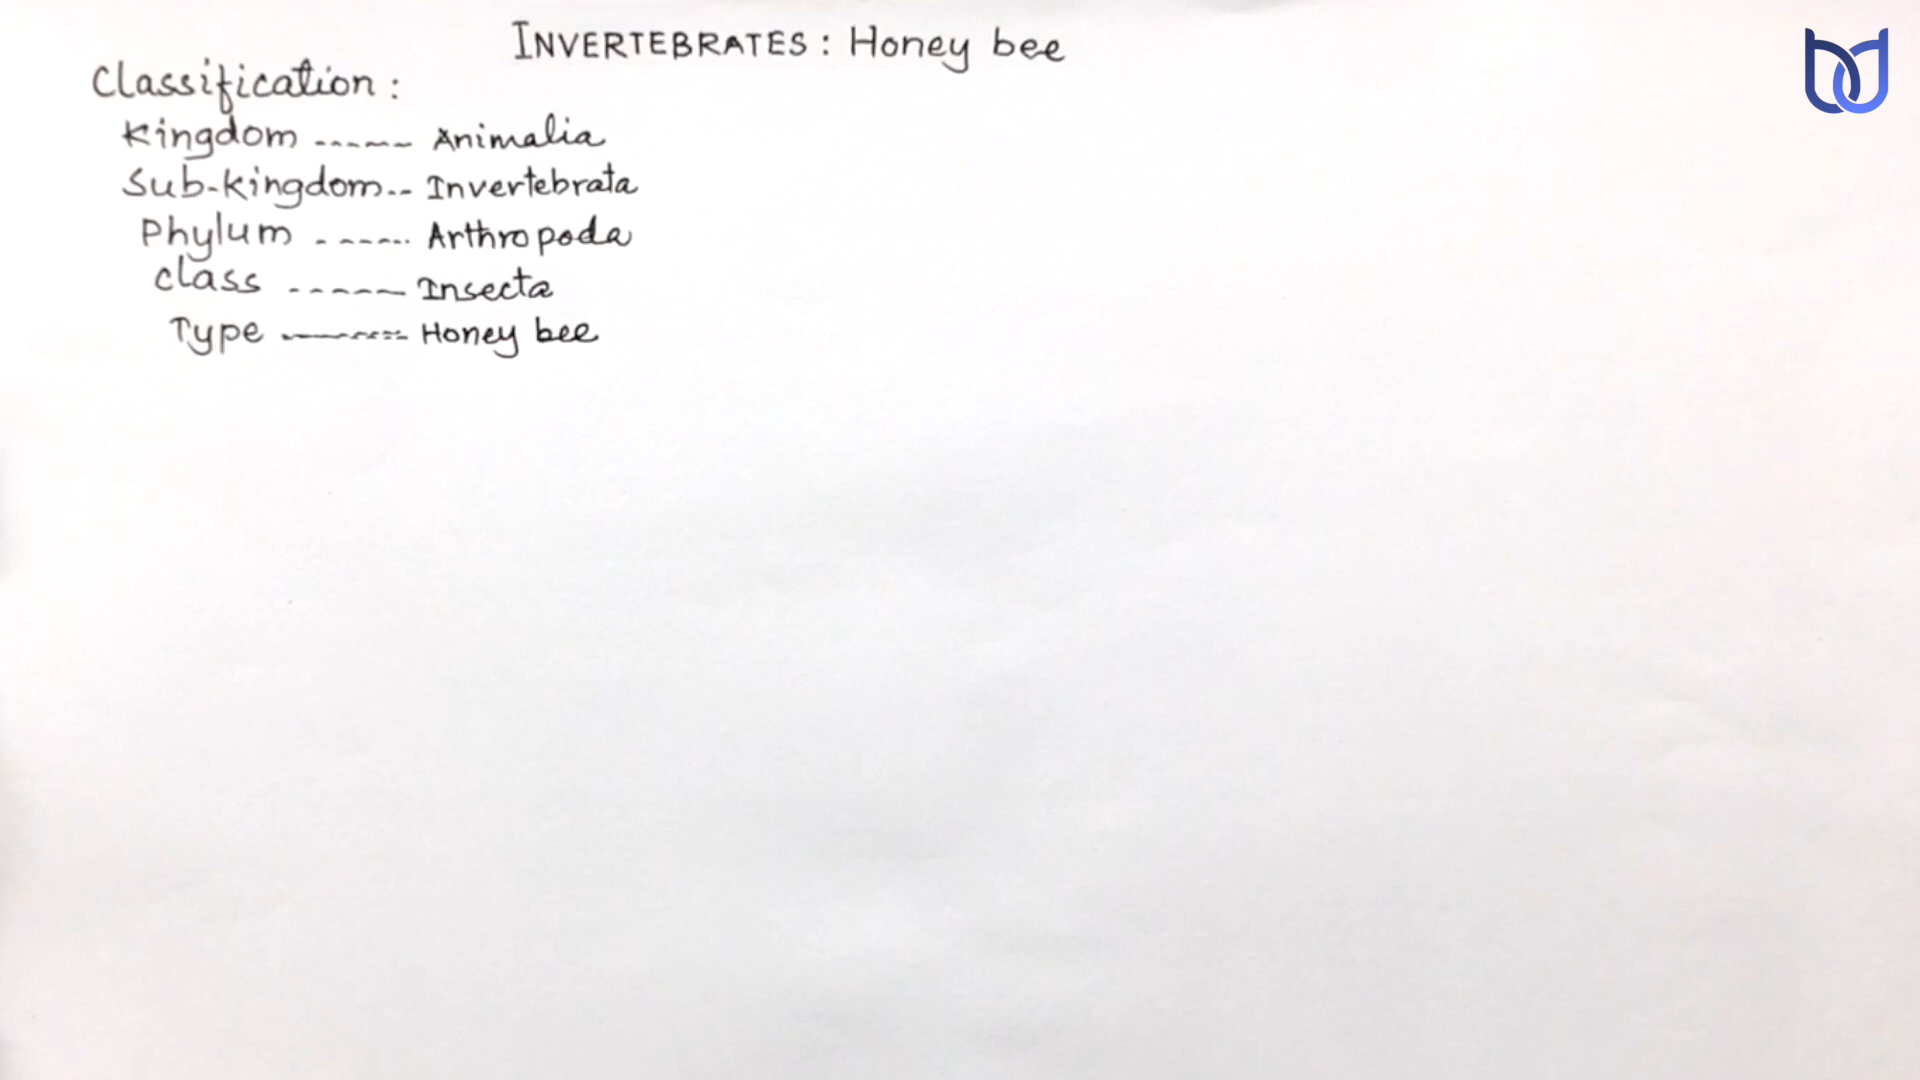 INVERTEBRATES: Honey bee
Classification:
Kingdom ------ Animalia
Sub-kingdom -- Invertebrata
Phylum ------ Arthropoda
class ------ Insecta
Type -------- Honey bee